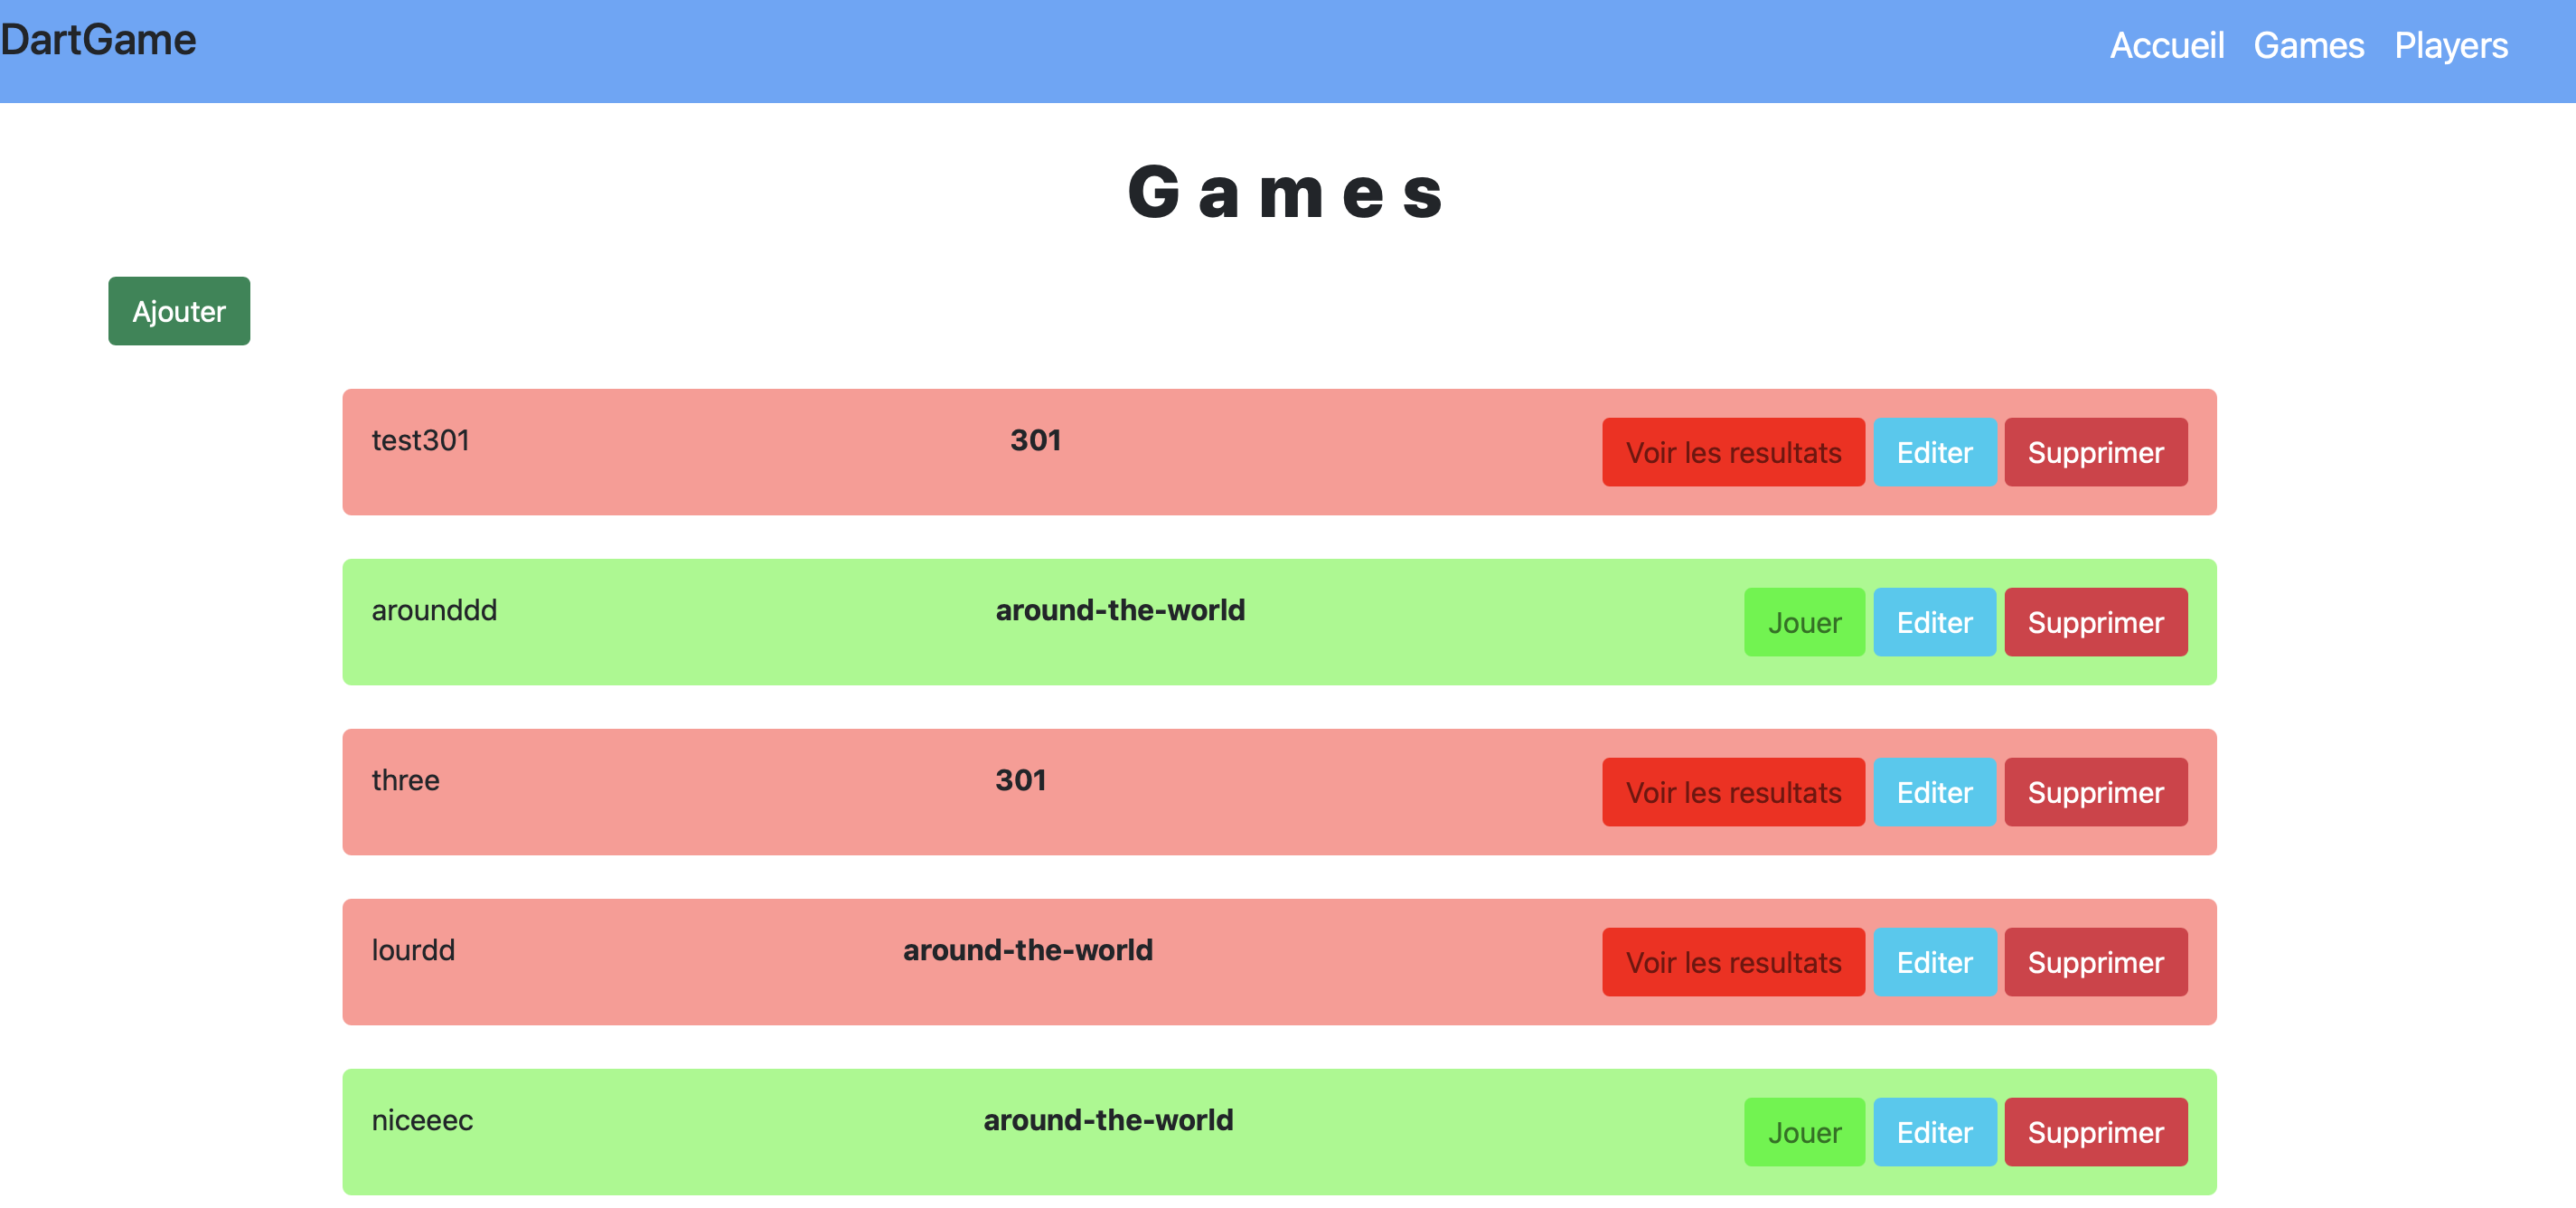 DartGame Accueil Games Players
Games
Ajouter
test301 301 Voir les resultats Editer Supprimer
arounddd around-the-world Jouer Editer Supprimer
three 301 Voir les resultats Editer Supprimer
lourdd around-the-world Voir les resultats Editer Supprimer
niceeec around-the-world Jouer Editer Supprimer